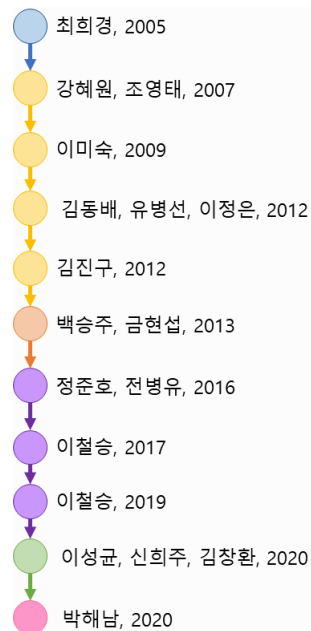 최희경, 2005
강혜원, 조영태, 2007
이미숙, 2009
김동배, 유병선, 이정은, 2012
김진구, 2012
백승주, 금현섭, 2013
정준호, 전병유, 2016
이철승, 2017
이철승, 2019
이성균, 신희주, 김창환, 2020
박해남, 2020